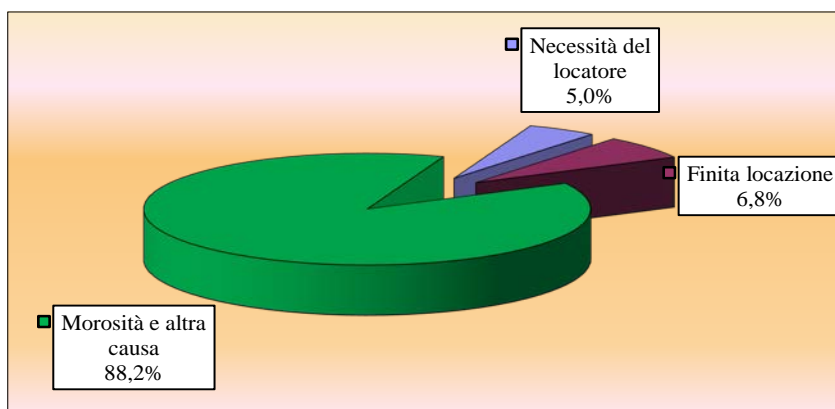 Necessità del
locatore
5,0%
Finita locazione
6,8%
Morosità e altra
causa
88,2%